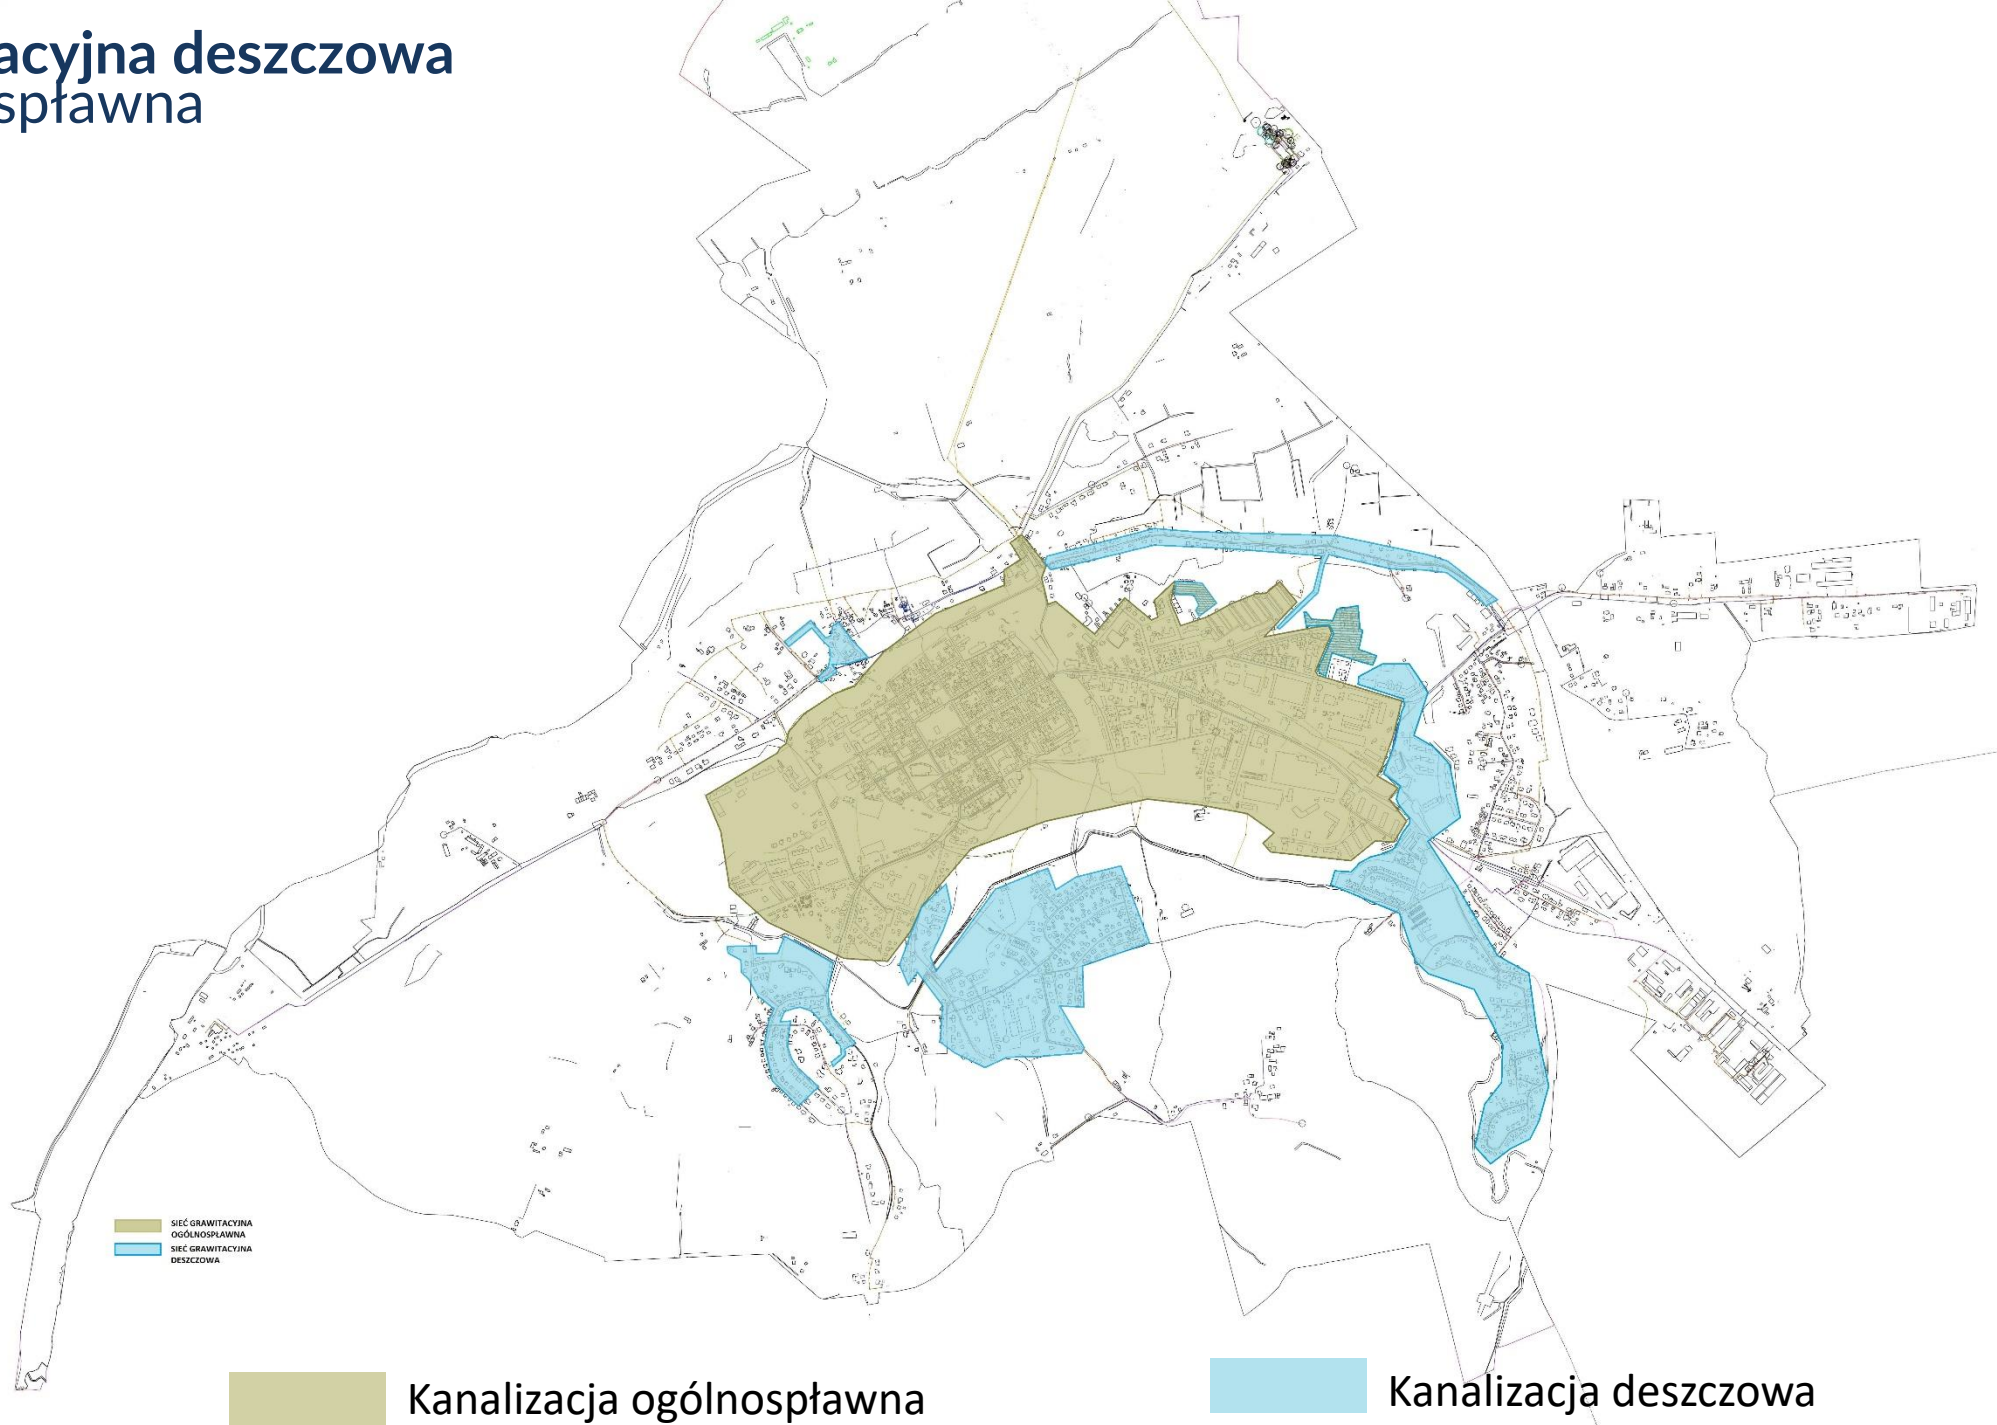 acyjna deszczowa
spławna
SIEĆ GRAWITACYJNA
OGÓLNOSPŁAWNA
SIEĆ GRAWITACYJNA
DESZCZOWA
Kanalizacja ogólnospławna
Kanalizacja deszczowa